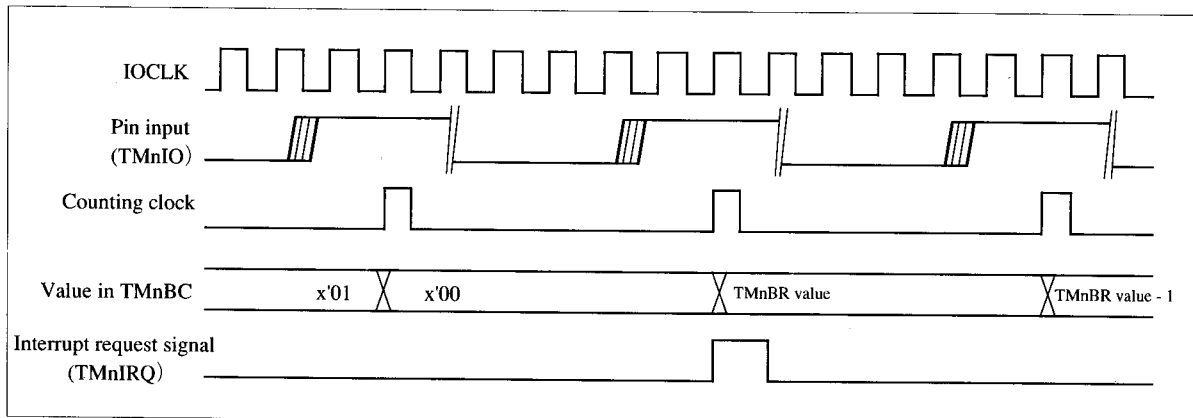 IOCLK
Pin input
(TMnIO)
Counting clock
Value in TMnBC
x'01
x'00
TMnBR value
TMnBR value - 1
Interrupt request signal
(TMnIRQ)